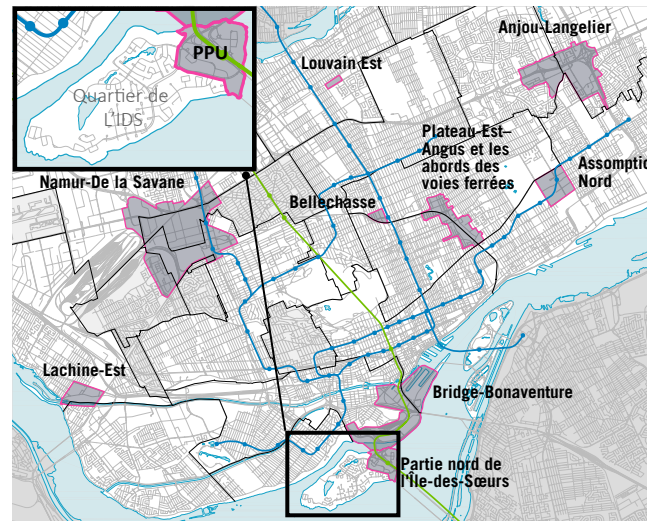 PPU
Quartier de
L'IDS
Anjou-Langelier
Louvain Est
Plateau Est–
Angus et les
abords des
voies ferrées
Assomption
Nord
Namur-De la Savane
Bellechasse
Lachine-Est
Bridge-Bonaventure
Partie nord de
l'Île-des-Sœurs